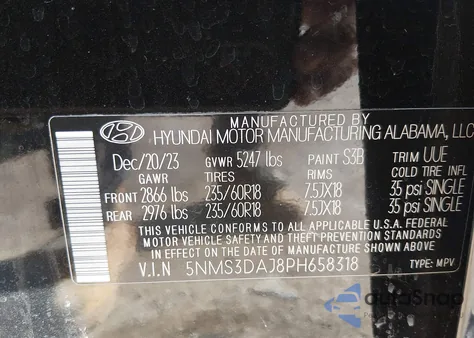 MANUFACTURED BY
HYUNDAI MOTOR MANUFACTURING ALABAMA, LLC
Dec/20/23 GVWR 5247 lbs PAINT S3B TRIM UUE
GAWR TIRES RIMS COLD TIRE INFL
FRONT 2866 lbs 235/60R18 7.5JX18 35 psi SINGLE
REAR 2976 lbs 235/60R18 7.5JX18 35 psi SINGLE
THIS VEHICLE CONFORMS TO ALL APPLICABLE U.S.A. FEDERAL
MOTOR VEHICLE SAFETY AND THEFT PREVENTION STANDARDS
IN EFFECT ON THE DATE OF MANUFACTURE SHOWN ABOVE.
V.I.N 5NMS3DAJ8PH658318 TYPE: MPV
autoSnap